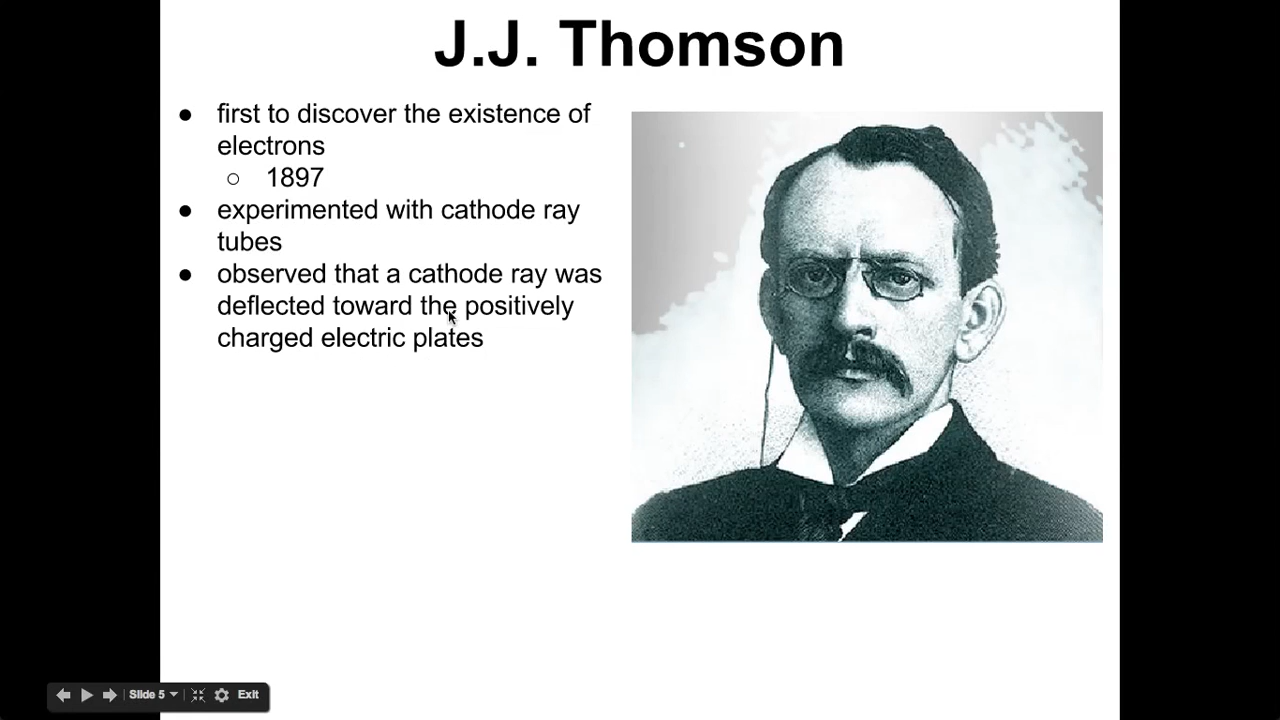 J.J. Thomson
● first to discover the existence of
electrons
○ 1897
● experimented with cathode ray
tubes
● observed that a cathode ray was
deflected toward the positively
charged electric plates
Slide 5
Exit